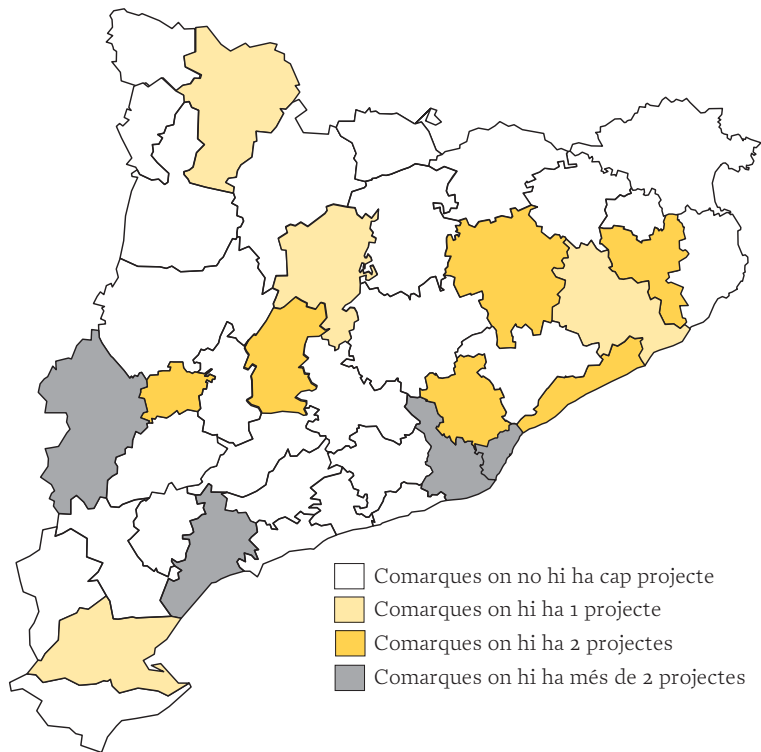 Comarques on no hi ha cap projecte
Comarques on hi ha 1 projecte
Comarques on hi ha 2 projectes
Comarques on hi ha més de 2 projectes